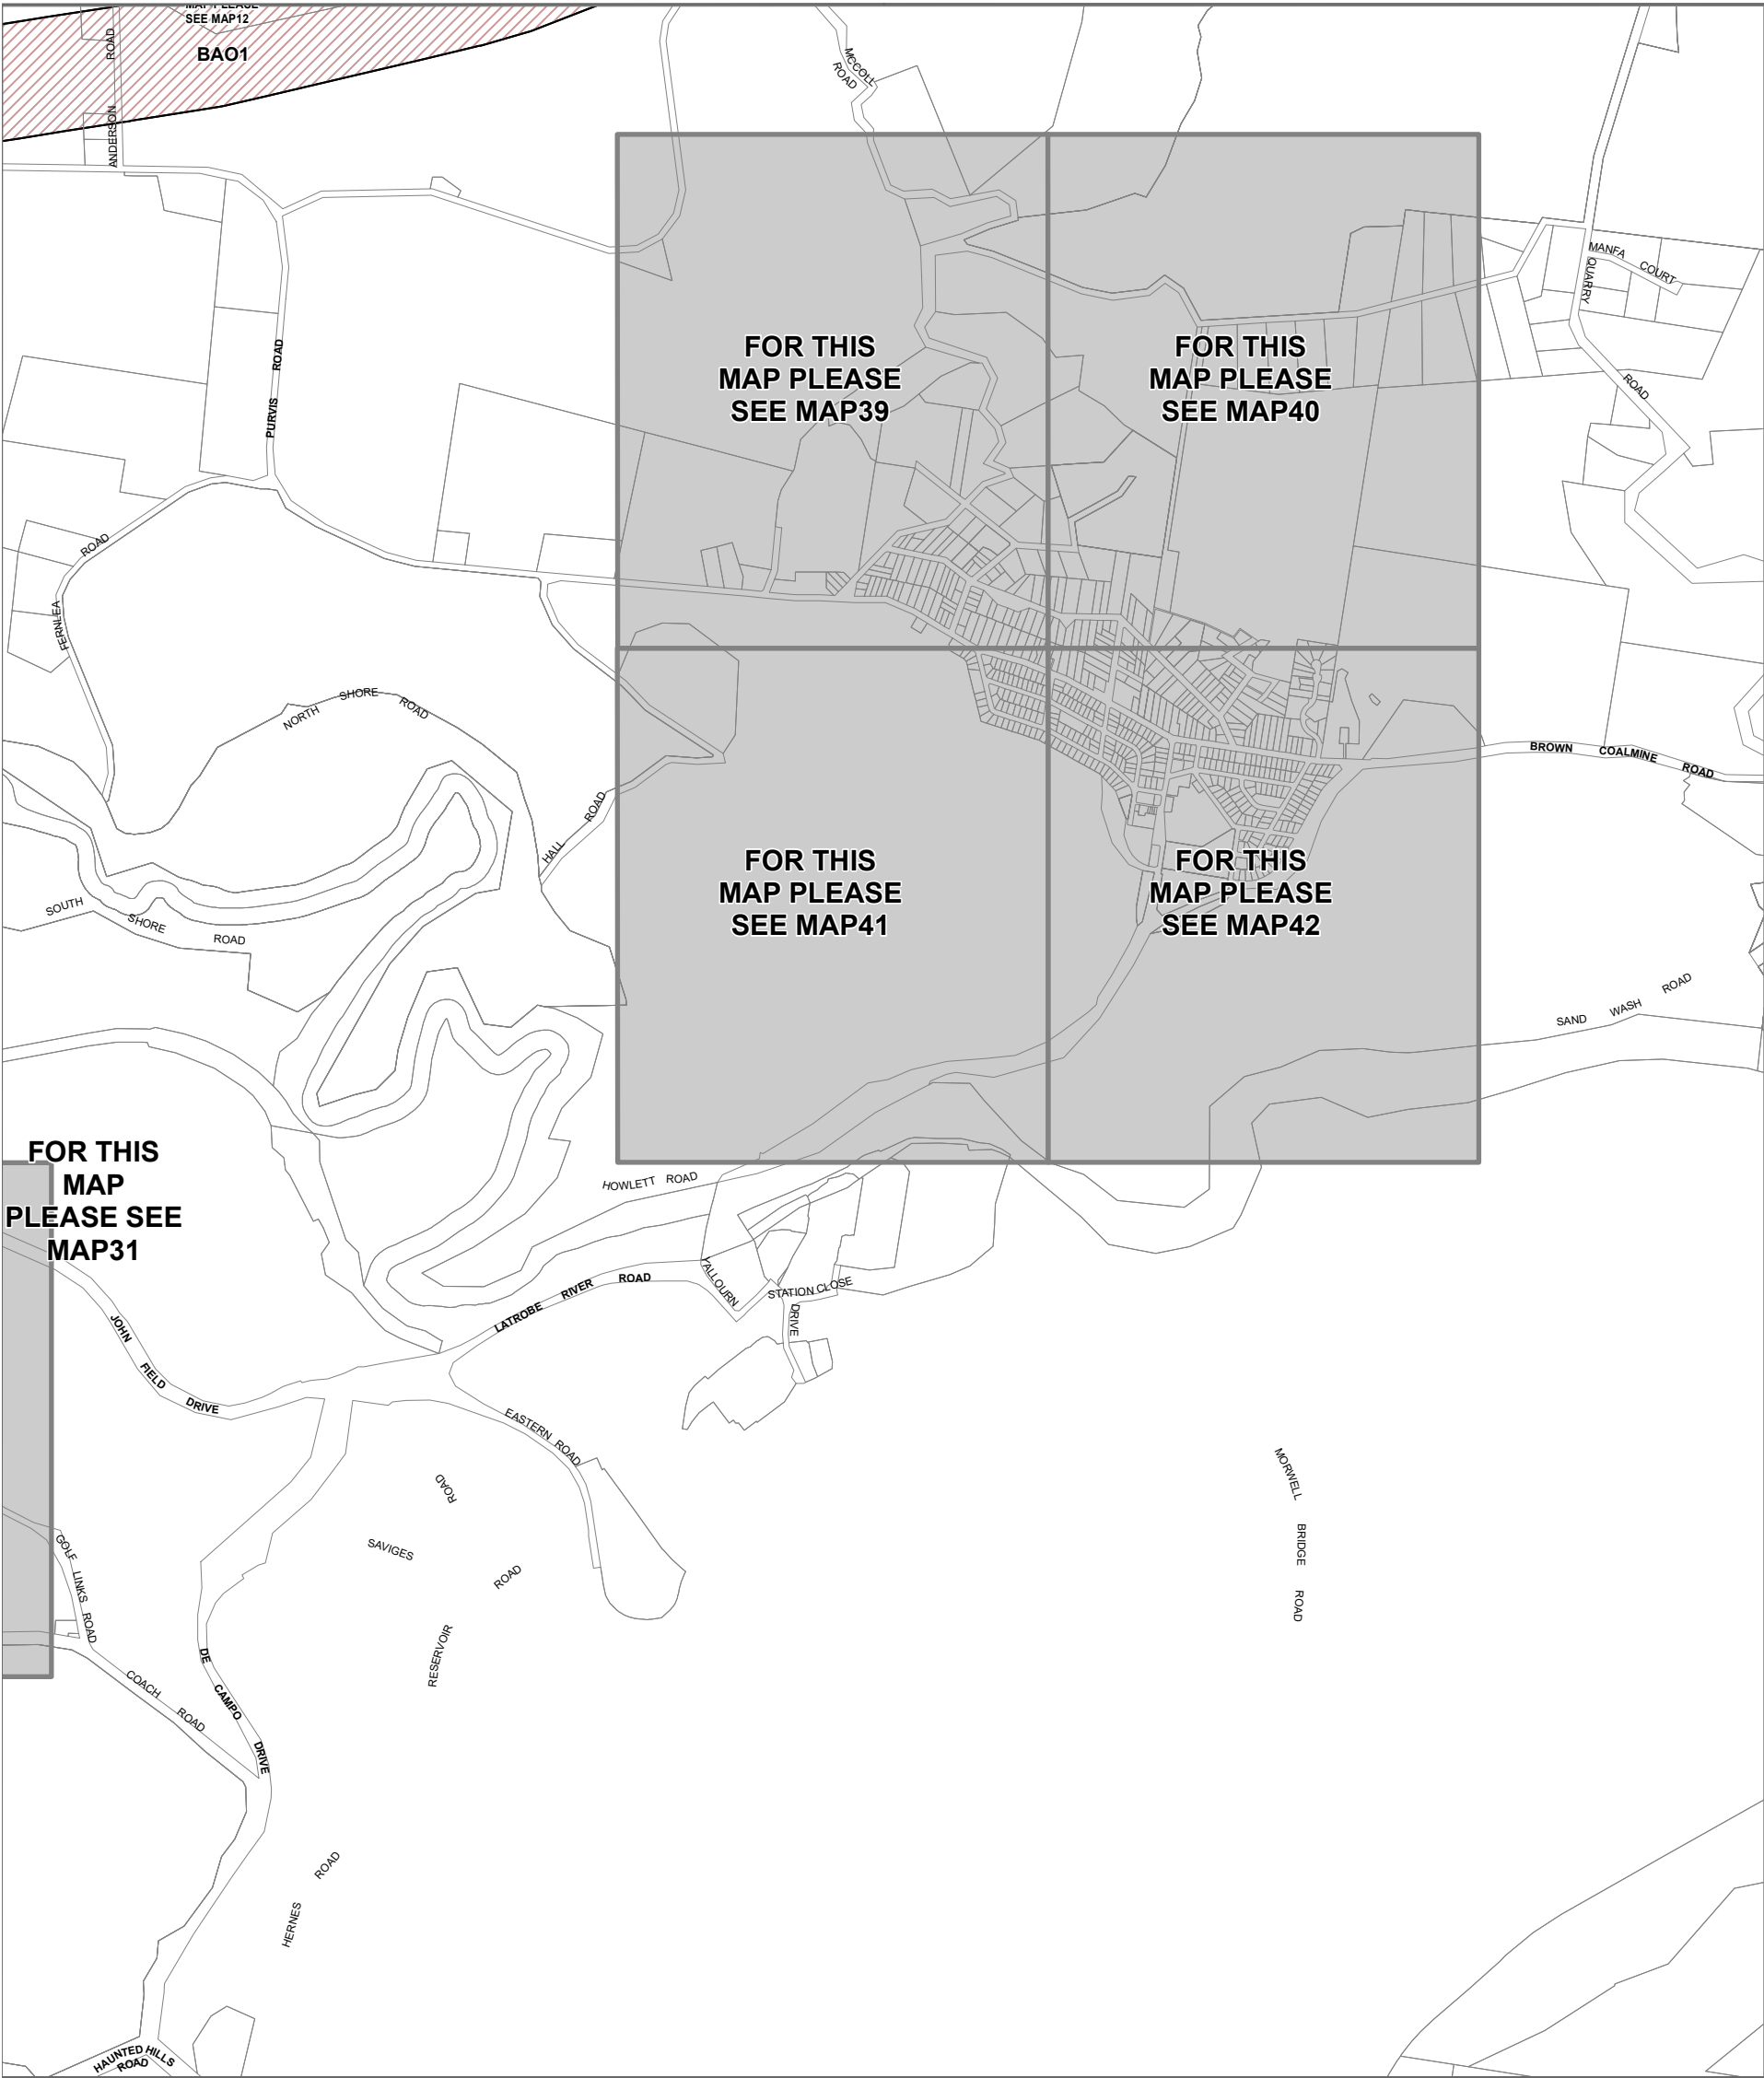 MAP PLEASE
SEE MAP12
BAO1
ANDERSON ROAD
MCCOLL
ROAD
MANFA COURT
QUARRY
ROAD
FOR THIS
MAP PLEASE
SEE MAP39
FOR THIS
MAP PLEASE
SEE MAP40
PURVIS ROAD
FERNLEA ROAD
NORTH SHORE ROAD
BROWN COALMINE ROAD
HALL ROAD
FOR THIS
MAP PLEASE
SEE MAP41
FOR THIS
MAP PLEASE
SEE MAP42
SOUTH SHORE ROAD
SAND WASH ROAD
FOR THIS
MAP
PLEASE SEE
MAP31
HOWLETT ROAD
LATROBE RIVER ROAD
YALLOURN
DRIVE
STATION CLOSE
JOHN FIELD DRIVE
EASTERN ROAD
ROAD
SAVIGES
ROAD
RESERVOIR
MORWELL BRIDGE ROAD
GOLF LINKS ROAD
COACH ROAD
DE CAMPO DRIVE
HERNES ROAD
HAUNTED HILLS
ROAD